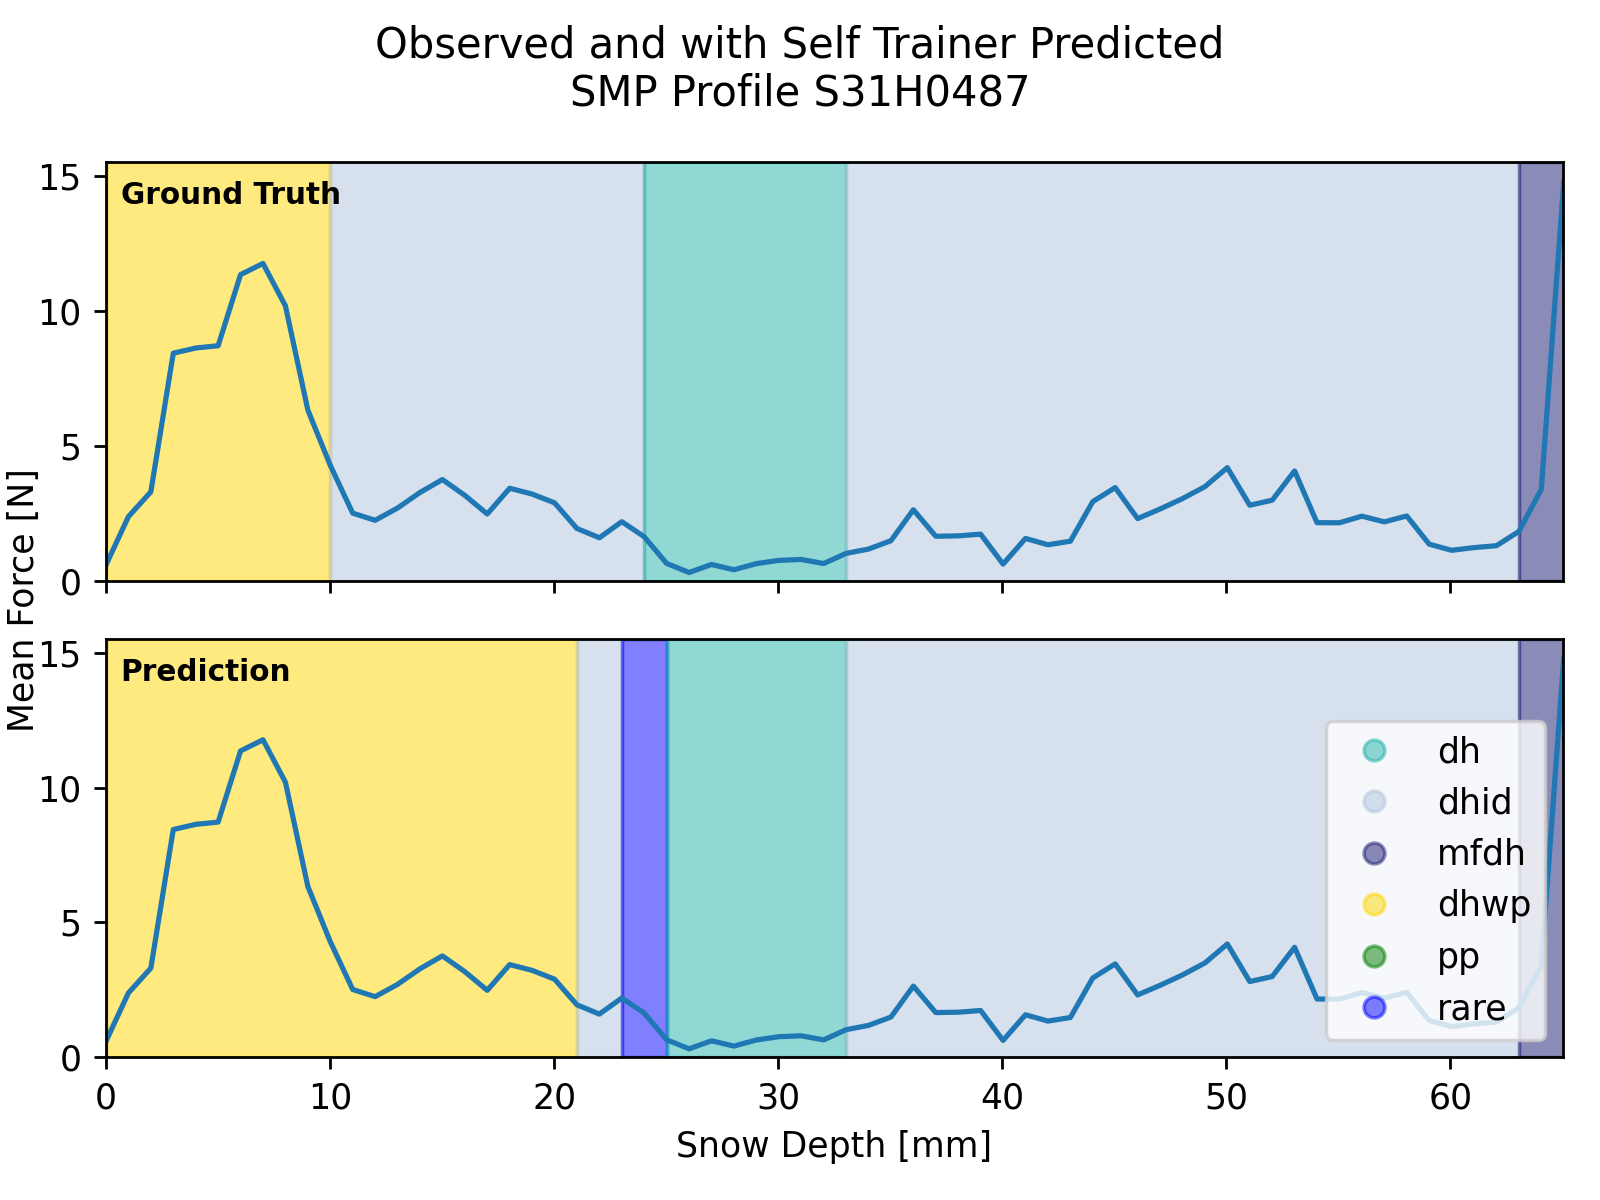 Observed and with Self Trainer Predicted
SMP Profile S31H0487
Mean Force [N]
15
10
5
0
Ground Truth
15
10
5
0
Prediction
dh
dhid
mfdh
dhwp
pp
rare
0 10 20 30 40 50 60
Snow Depth [mm]